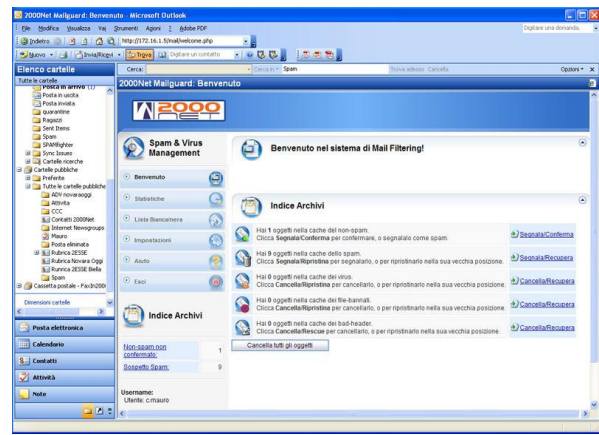 2000Net Mailguard: Benvenuto - Microsoft Outlook
File Modifica Visualizza Vai Strumenti Azioni ? Adobe PDF
Digitare una domanda.
Indietro
http://172.16.1.5/mail/welcome.php
Nuovo
Invia/Ricevi
Trova
Digitare un contatto
Elenco cartelle
Cerca:
Cerca in
Spam
Trova adesso
Cancella
Opzioni
Tutte le cartelle
2000Net Mailguard: Benvenuto
Posta in arrivo (1)
Posta in uscita
Posta inviata
quarantine
Ragazzi
Sent Items
Spam
SPAMfighter
Sync Issues
Cartelle ricerche
Cartelle pubbliche
Preferite
Tutte le cartelle pubbliche
ADV novaraoggi
Attivita
CCC
Contatti 2000Net
Internet Newsgroups
Mauro
Posta eliminata
Rubrica 2ESSE
Rubrica Novara Oggi
Runrica 2ESSE Biella
Spam
Cassetta postale - FaxIn200
Dimensioni cartelle
Posta elettronica
Calendario
Contatti
Attività
Note
2000
NET
Spam & Virus
Management
Benvenuto
Statistiche
Lista Biancanera
Impostazioni
Aiuto
Esci
Indice Archivi
Non-spam non
confermato:
1
Sospetto Spam:
9
Username:
Utente: c.mauro
Benvenuto nel sistema di Mail Filtering!
Indice Archivi
Hai 1 oggetti nella cache del non-spam.
Clicca Segnala/Conferma per confermare, o segnalalo come spam.
Segnala/Conferma
Hai 9 oggetti nella cache dello spam.
Clicca Segnala/Ripristina per segnalarlo, o per ripristinarlo nella sua vecchia posizione.
Segnala/Recupera
Hai 0 oggetti nella cache dei virus.
Clicca Cancella/Ripristina per cancellarlo, o per ripristinarlo nella sua vecchia posizione.
Cancella/Recupera
Hai 0 oggetti nella cache dei file-bannati.
Clicca Cancella/Ripristina per cancellarlo, o per ripristinarlo nella sua vecchia posizione.
Cancella/Recupera
Hai 0 oggetti nella cache dei bad-header.
Clicca Cancella/Rescue per cancellarlo, o per ripristinarlo nella sua vecchia posizione.
Cancella/Recupera
Cancella tutti gli oggetti